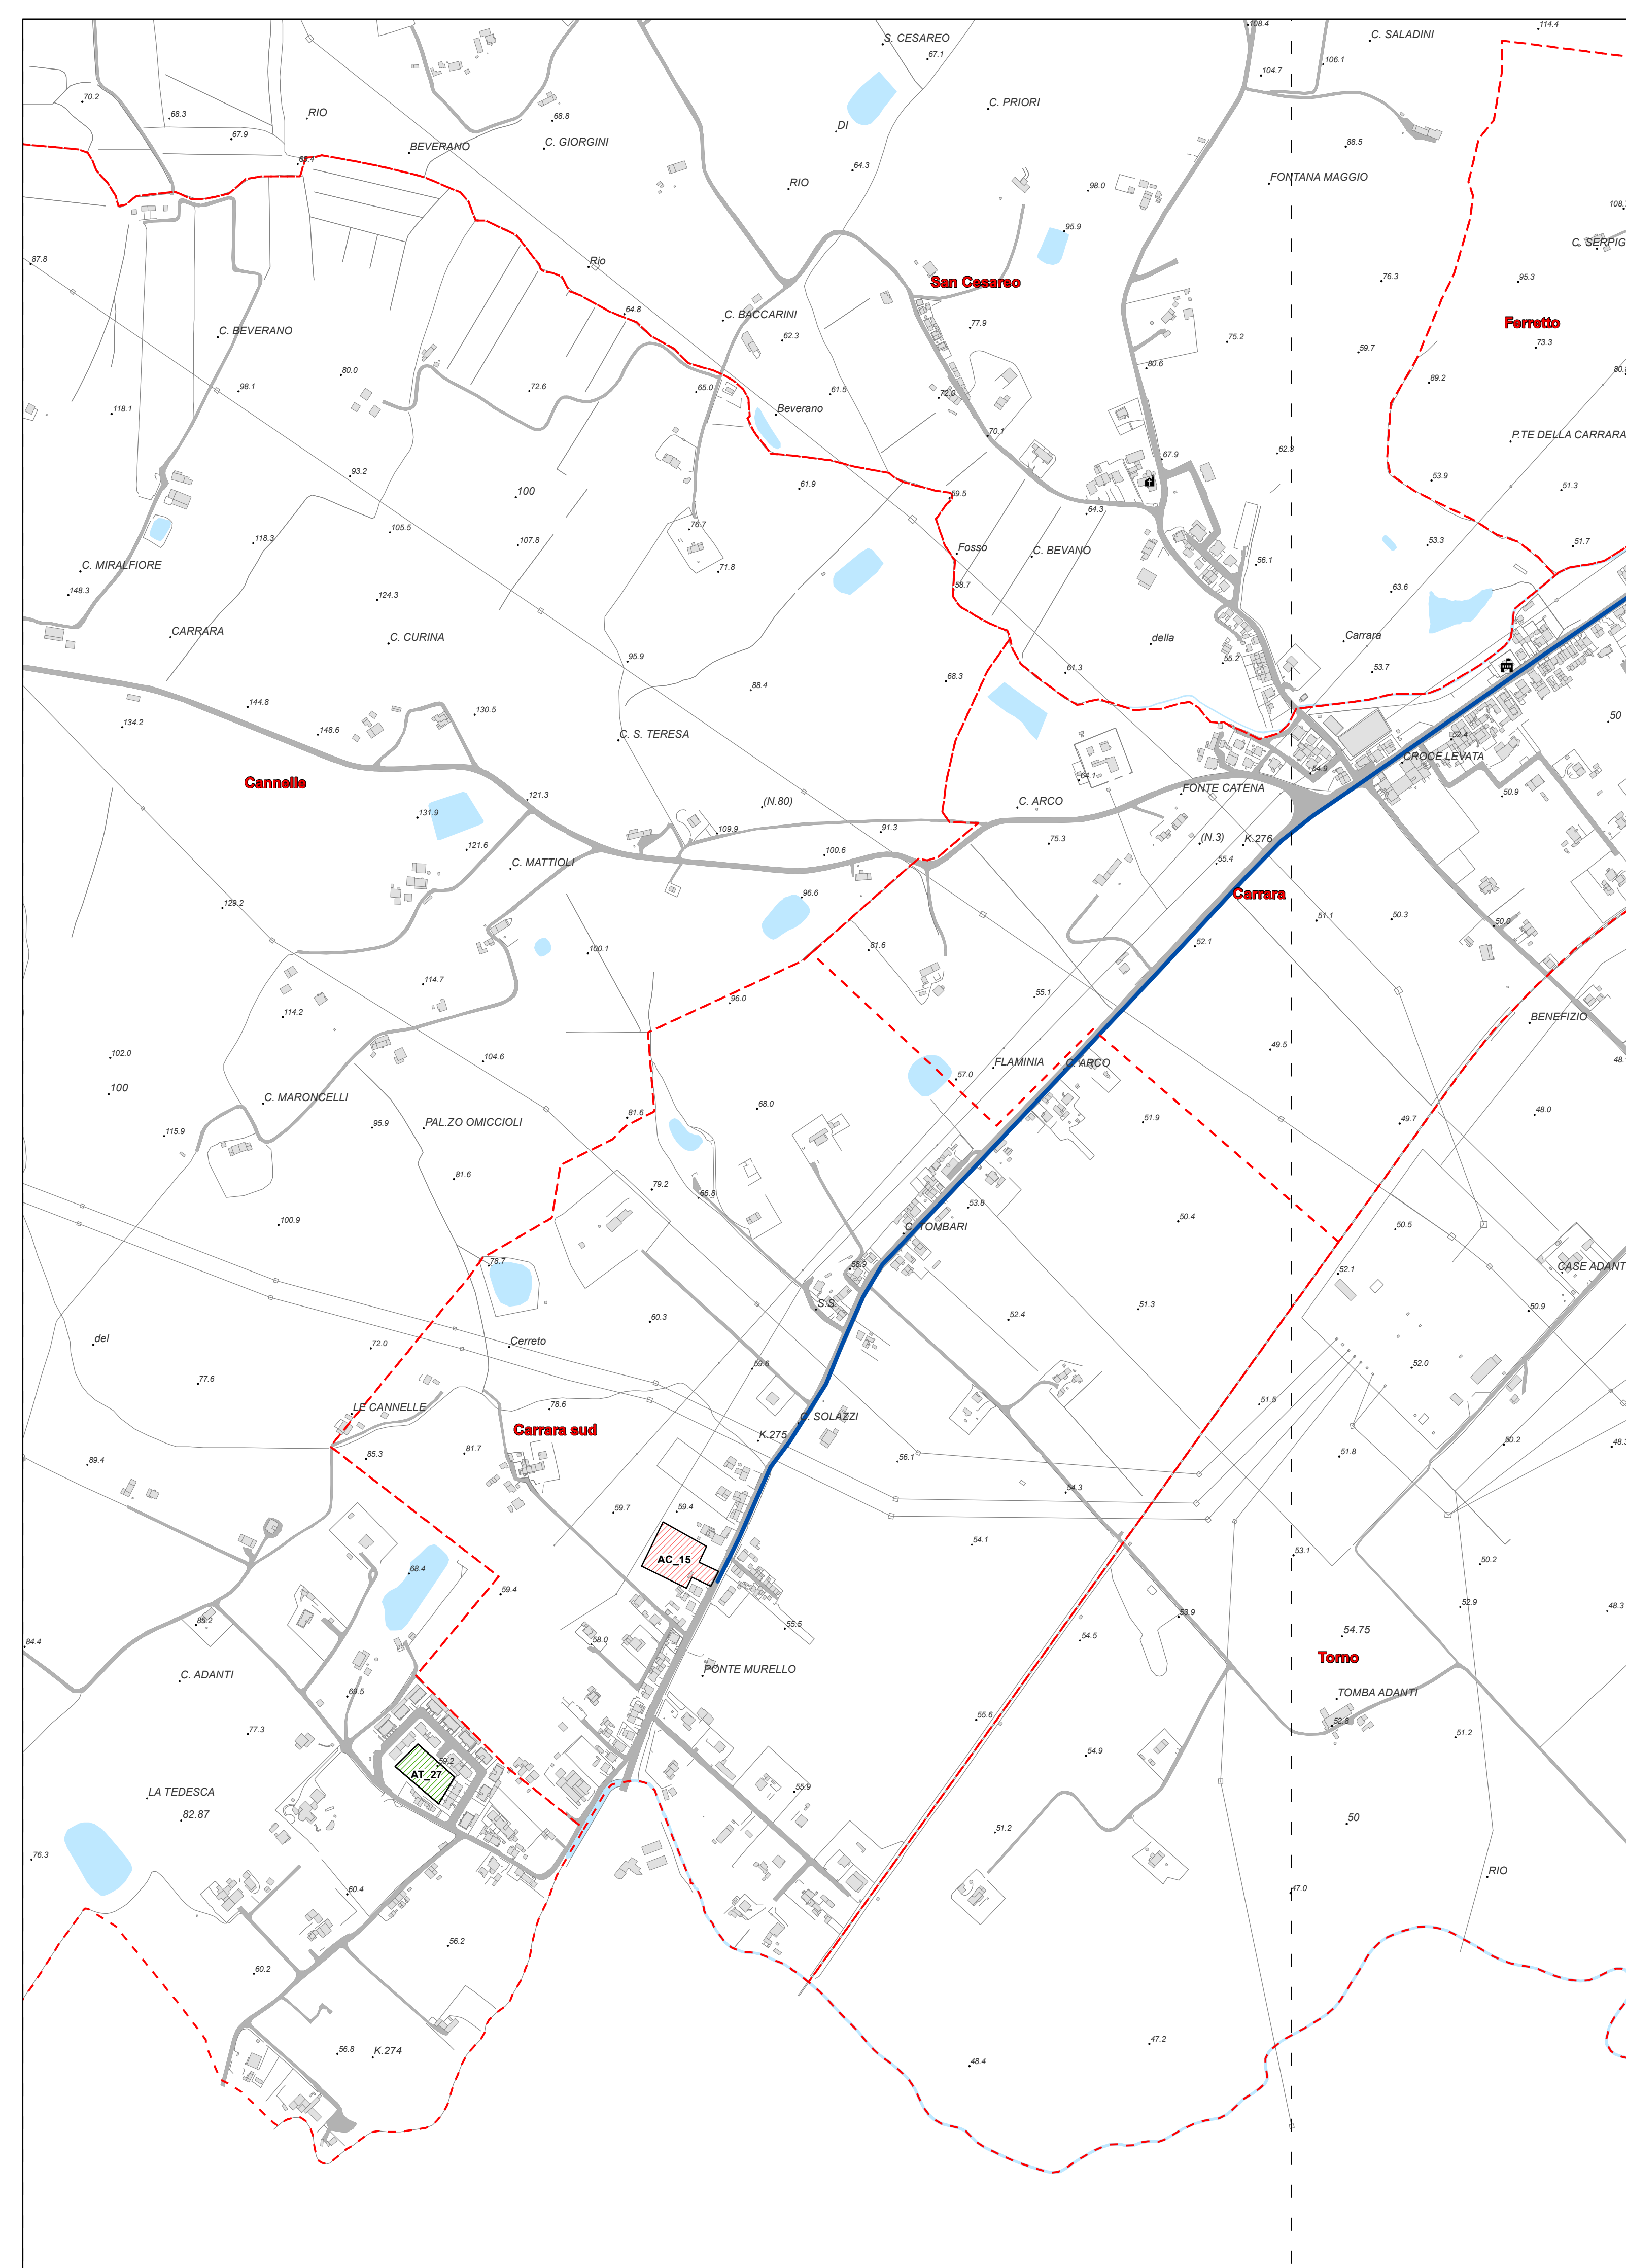 108.4
114.4
C. SALADINI
S. CESAREO
67.1
106.1
104.7
70.2
C. PRIORI
68.3
RIO
68.8
DI
67.9
C. GIORGINI
88.5
BEVERANO
69.4
64.3
FONTANA MAGGIO
RIO
98.0
108.
95.9
C. SERPIG
87.8
Rio
San Cesareo
76.3
95.3
64.8
C. BACCARINI
Ferretto
C. BEVERANO
77.9
62.3
75.2
73.3
59.7
80.0
80.6
80.
98.1
72.6
65.0
61.5
72.0
89.2
118.1
Beverano
70.1
P.TE DELLA CARRARA
62.3
67.9
93.2
53.9
100
61.9
59.5
51.3
64.3
105.5
76.7
118.3
107.8
Fosso
C. BEVANO
53.3
51.7
C. MIRALFIORE
71.8
56.1
148.3
58.7
63.6
124.3
CARRARA
C. CURINA
della
Carrara
95.9
55.2
61.3
53.7
68.3
88.4
144.8
130.5
50
134.2
148.6
C. S. TERESA
52.4
CROCE LEVATA
Cannelle
64.1
54.9
FONTE CATENA
121.3
(N.80)
C. ARCO
50.9
131.9
109.9
91.3
75.3
(N.3)
K.276
121.6
100.6
C. MATTIOLI
55.4
96.6
Carrara
129.2
51.1
50.3
50.0
100.1
81.6
52.1
114.7
96.0
55.1
114.2
BENEFIZIO
49.5
102.0
104.6
FLAMINIA
C. ARCO
48.
57.0
100
C. MARONCELLI
68.0
81.6
48.0
PAL.ZO OMICCIOLI
51.9
49.7
115.9
95.9
81.6
79.2
66.8
53.8
100.9
50.4
C. TOMBARI
50.5
78.7
58.9
52.1
CASE ADANT
S.S.
51.3
50.9
60.3
52.4
del
72.0
Cerreto
59.6
52.0
77.6
LE CANNELLE
78.6
51.5
C. SOLAZZI
Carrara sud
K.275
50.2
48.3
81.7
85.3
51.8
89.4
56.1
54.3
59.7
59.4
54.1
53.1
AC_15
50.2
68.4
59.4
52.9
48.3
53.9
85.2
55.5
54.75
84.4
58.0
54.5
Torno
C. ADANTI
PONTE MURELLO
69.5
TOMBA ADANTI
55.6
52.8
77.3
51.2
59.2
54.9
AT_27
LA TEDESCA
55.9
82.87
50
51.2
76.3
RIO
60.4
47.0
56.2
60.2
47.2
56.8
K.274
48.4